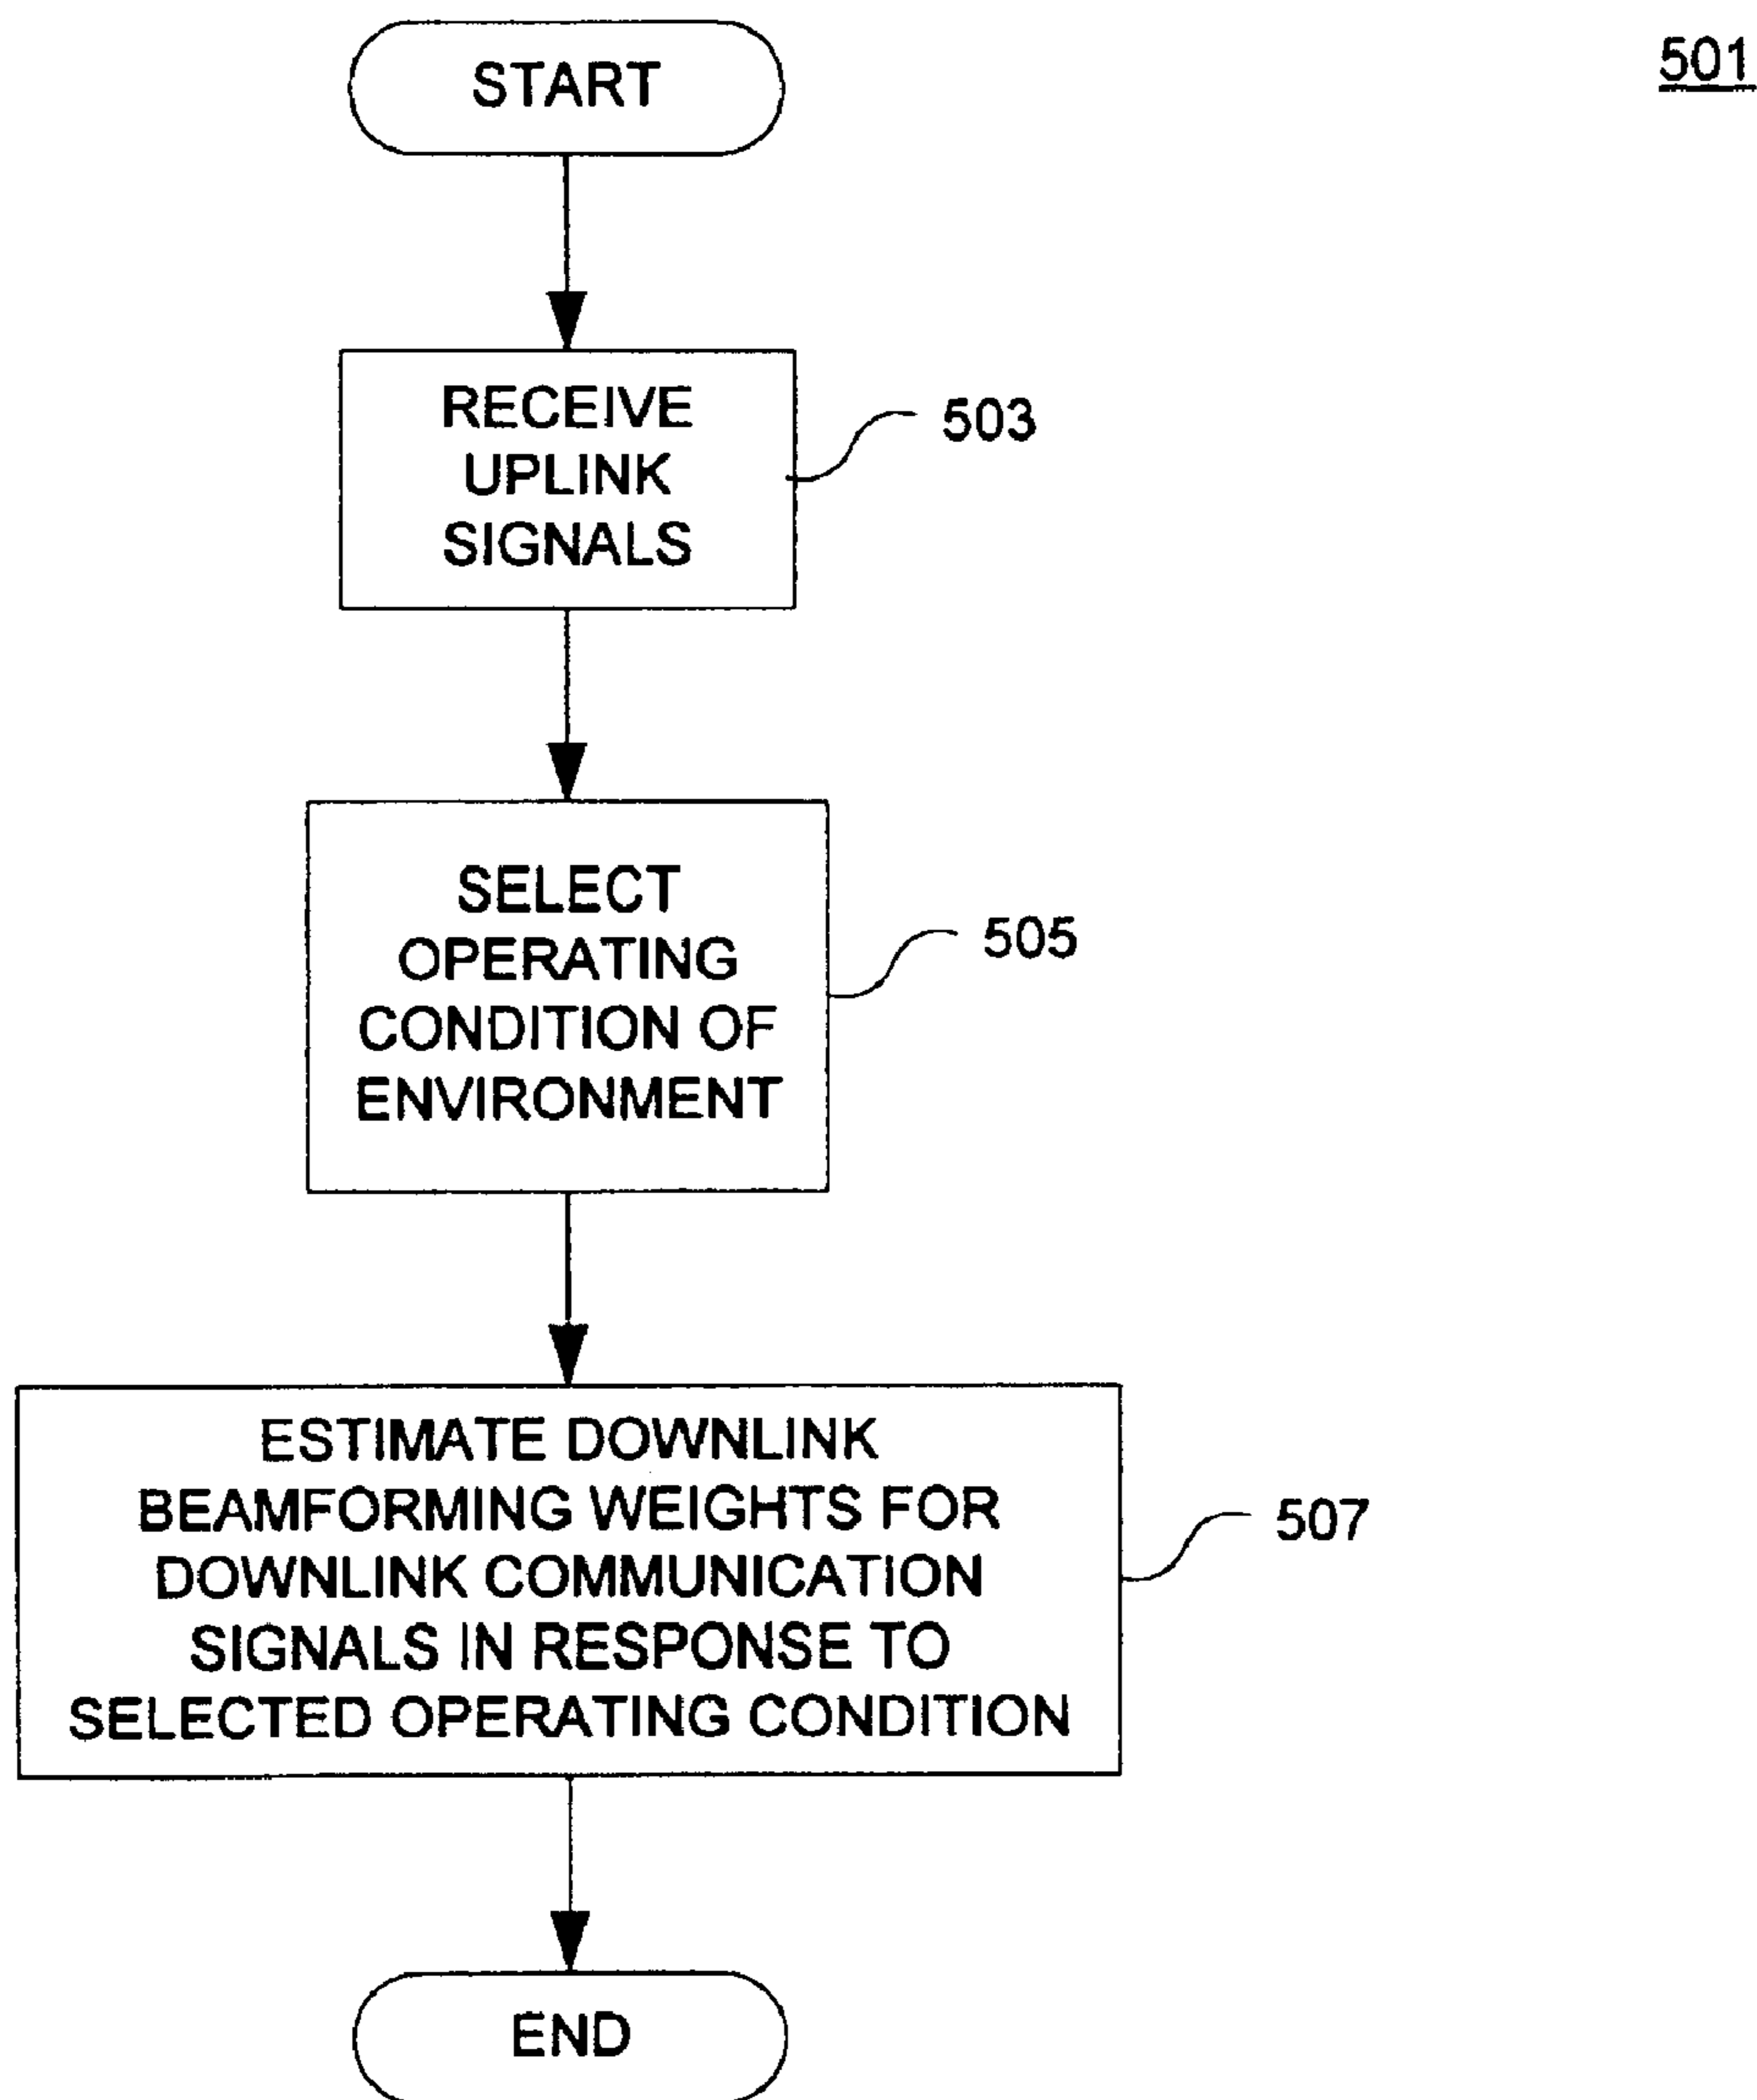 501
START
RECEIVE
UPLINK
SIGNALS
503
SELECT
OPERATING
CONDITION OF
ENVIRONMENT
505
ESTIMATE DOWNLINK
BEAMFORMING WEIGHTS FOR
DOWNLINK COMMUNICATION
SIGNALS IN RESPONSE TO
SELECTED OPERATING CONDITION
507
END